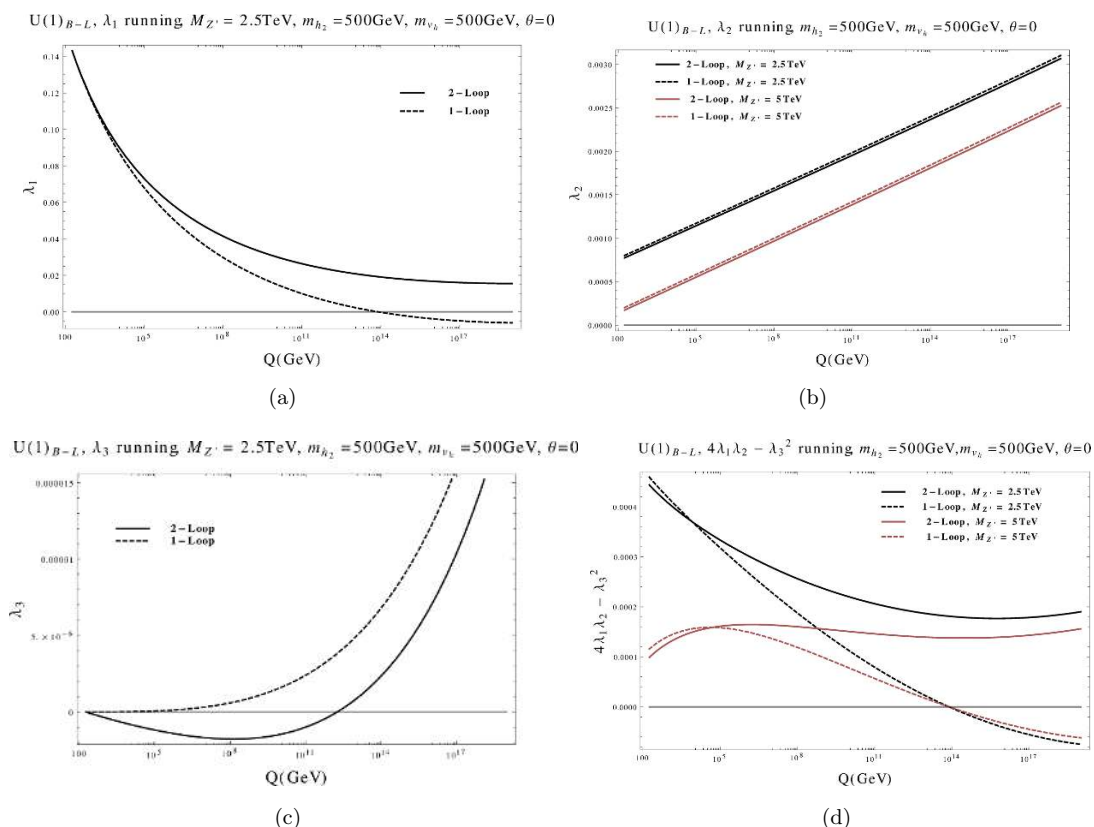 U(1)B−L, λ1 running MZ' = 2.5TeV, mh2 =500GeV, mνh =500GeV, θ=0
0.14
0.12
0.10
0.08
0.06
0.04
0.02
0.00
λ1
2-Loop
1-Loop
100
10^5
10^8
10^11
10^14
10^17
Q(GeV)
(a)
U(1)B−L, λ2 running, mh2 =500GeV, mνh =500GeV, θ=0
0.0030
0.0025
0.0020
0.0015
0.0010
0.0005
0.0000
λ2
2-Loop, MZ' = 2.5TeV
1-Loop, MZ' = 2.5TeV
2-Loop, MZ' = 5TeV
1-Loop, MZ' = 5TeV
100
10^5
10^8
10^11
10^14
10^17
Q(GeV)
(b)
U(1)B−L, λ3 running MZ' = 2.5TeV, mh2 =500GeV, mνh =500GeV, θ=0
0.000015
0.00001
5.×10^-6
0
λ3
2-Loop
1-Loop
100
10^5
10^8
10^11
10^14
10^17
Q(GeV)
(c)
U(1)B−L, 4λ1λ2 − λ3^2 running mh2 =500GeV,mνh =500GeV, θ=0
0.0004
0.0003
0.0002
0.0001
0.0000
4λ1λ2 − λ3^2
2-Loop, MZ' = 2.5TeV
1-Loop, MZ' = 2.5TeV
2-Loop, MZ' = 5TeV
1-Loop, MZ' = 5TeV
100
10^5
10^8
10^11
10^14
10^17
Q(GeV)
(d)